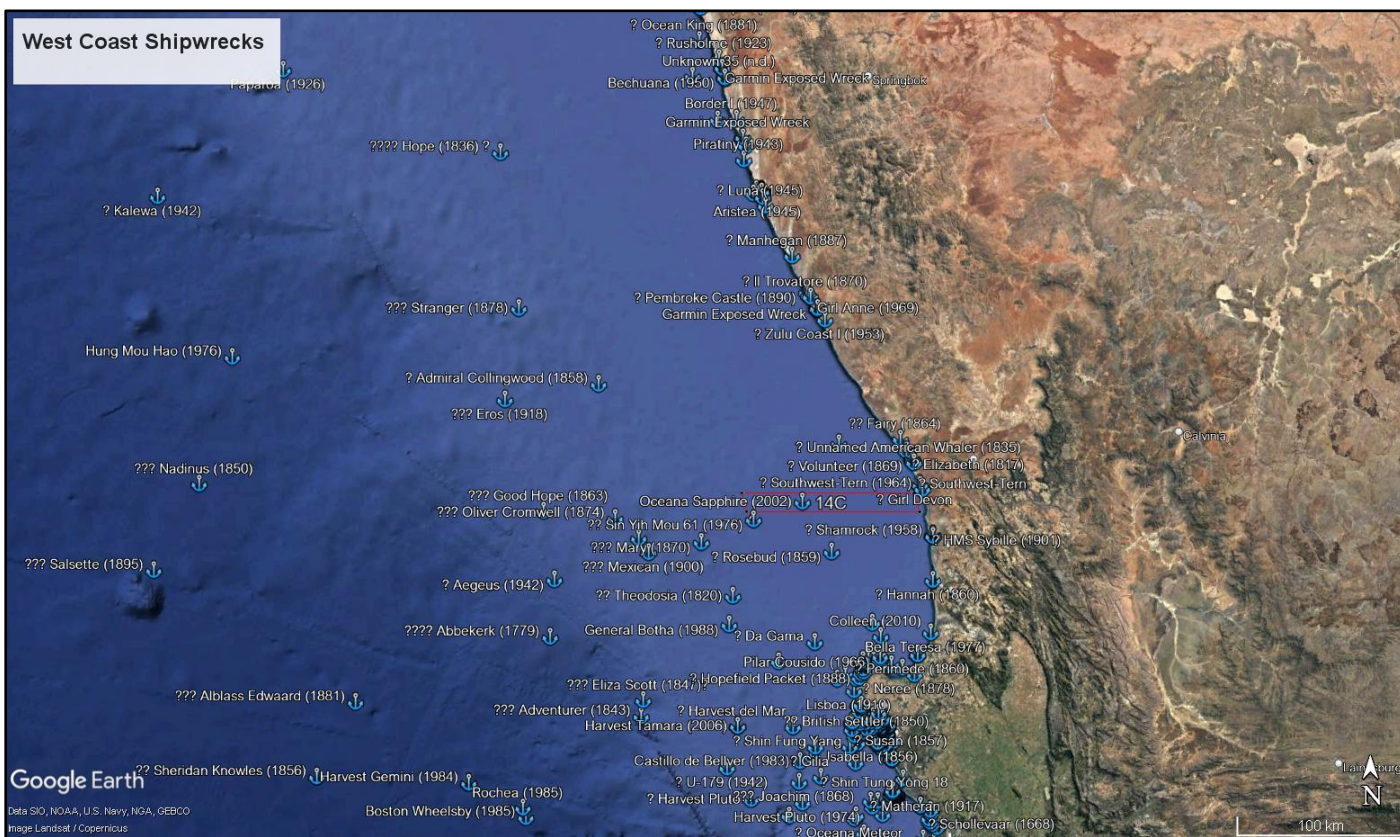 West Coast Shipwrecks
? Ocean King (1881)
? Rusholme (1923)
Unknown 35 (n.d.)
Paparoa (1926)
Bechuana (1950)
Garmin Exposed Wreck
Springbok
Border I (1947)
Garmin Exposed Wreck
???? Hope (1836) ?
Piratiny (1943)
? Luna (1945)
? Kalewa (1942)
Aristea (1945)
? Manhegan (1887)
? Il Trovatore (1870)
? Pembroke Castle (1890)
??? Stranger (1878)
Girl Anne (1969)
Garmin Exposed Wreck
? Zulu Coast I (1953)
Hung Mou Hao (1976)
? Admiral Collingwood (1858)
??? Eros (1918)
?? Fairy (1864)
Calvinia
? Unnamed American Whaler (1835)
??? Nadinus (1850)
? Volunteer (1869)
? Elizabeth (1817)
? Southwest-Tern (1964)
? Southwest-Tern
??? Good Hope (1863)
Oceana Sapphire (2002)
14C
? Girl Devon
??? Oliver Cromwell (1874)
?? Sin Yih Mou 61 (1976)
? Shamrock (1958)
? HMS Sybille (1901)
??? Mary (1870)
? Rosebud (1859)
??? Salsette (1895)
??? Mexican (1900)
? Aegeus (1942)
?? Theodosia (1820)
? Hannah (1860)
???? Abbekerk (1779)
General Botha (1988)
Colleen (2010)
? Da Gama
Bella Teresa (1977)
Pilar Cousido (1966)
? Perimede (1860)
? Hopefield Packet (1888)
??? Eliza Scott (1847)?
? Neree (1878)
??? Alblass Edwaard (1881)
??? Adventurer (1843)
? Harvest del Mar
Lisboa (1910)
Harvest Tamara (2006)
?? British Settler (1850)
? Shin Fung Yang
? Susan (1857)
Castillo de Bellver (1983)
? Gilia
Isabella (1856)
?? Sheridan Knowles (1856)
Harvest Gemini (1984)
? U-179 (1942)
? Shin Tung Yong 18
Laingsburg
Rochea (1985)
? Harvest Pluto
??? Joachim (1868)
Boston Wheelsby (1985)
Harvest Pluto (1974)
? Matheran (1917)
? Schollevaar (1668)
? Oceana Meteor
Google Earth
Data SIO, NOAA, U.S. Navy, NGA, GEBCO
Image Landsat / Copernicus
N
100 km